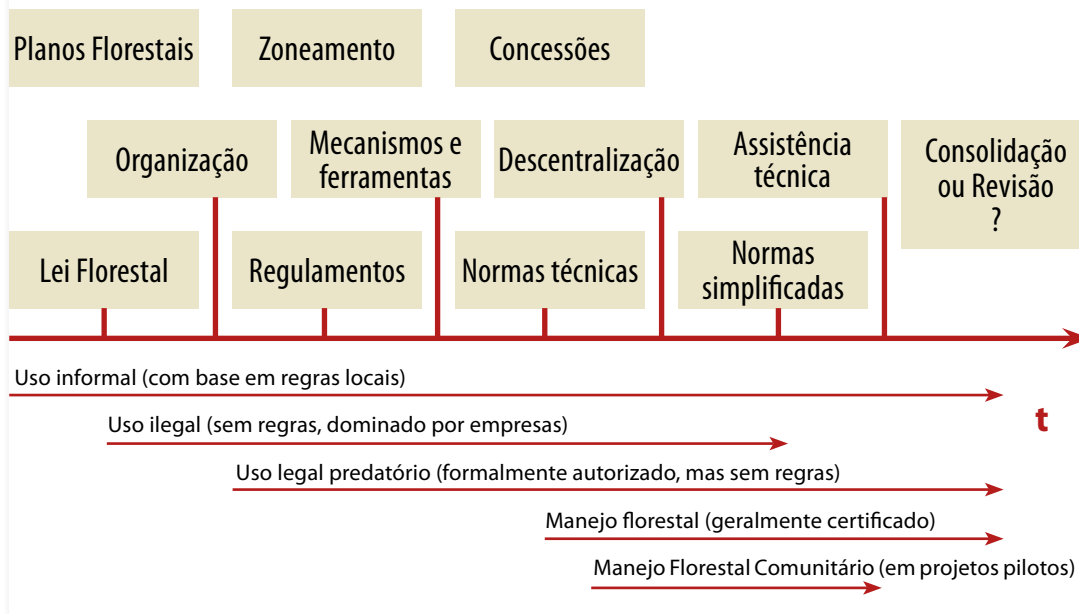 Planos Florestais
Zoneamento
Concessões
Organização
Mecanismos e
ferramentas
Descentralização
Assistência
técnica
Consolidação
ou Revisão
?
Lei Florestal
Regulamentos
Normas técnicas
Normas
simplificadas
Uso informal (com base em regras locais)
t
Uso ilegal (sem regras, dominado por empresas)
Uso legal predatório (formalmente autorizado, mas sem regras)
Manejo florestal (geralmente certificado)
Manejo Florestal Comunitário (em projetos pilotos)